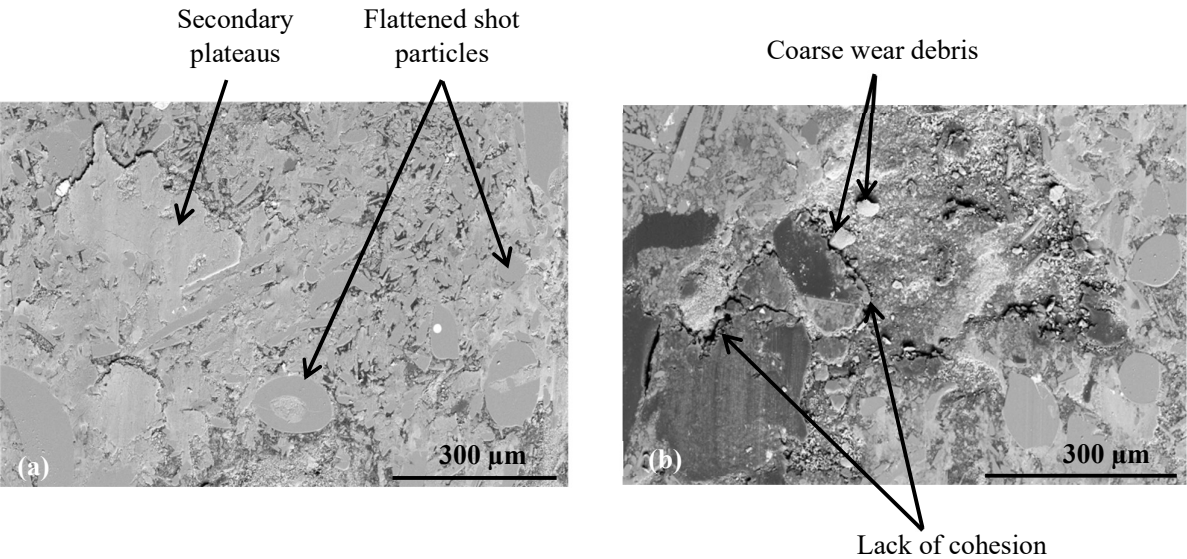 Secondary
plateaus
Flattened shot
particles
(a)
300 µm
Coarse wear debris
(b)
300 µm
Lack of cohesion